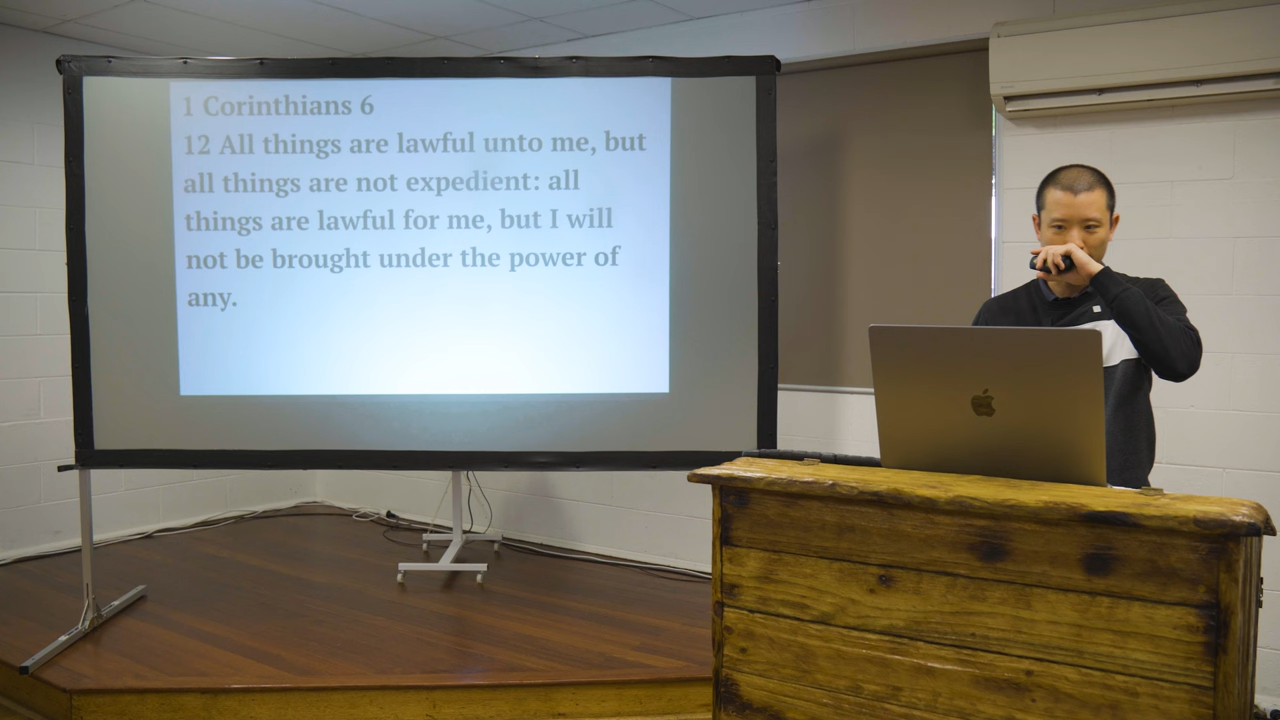 1 Corinthians 6
12 All things are lawful unto me, but
all things are not expedient: all
things are lawful for me, but I will
not be brought under the power of
any.